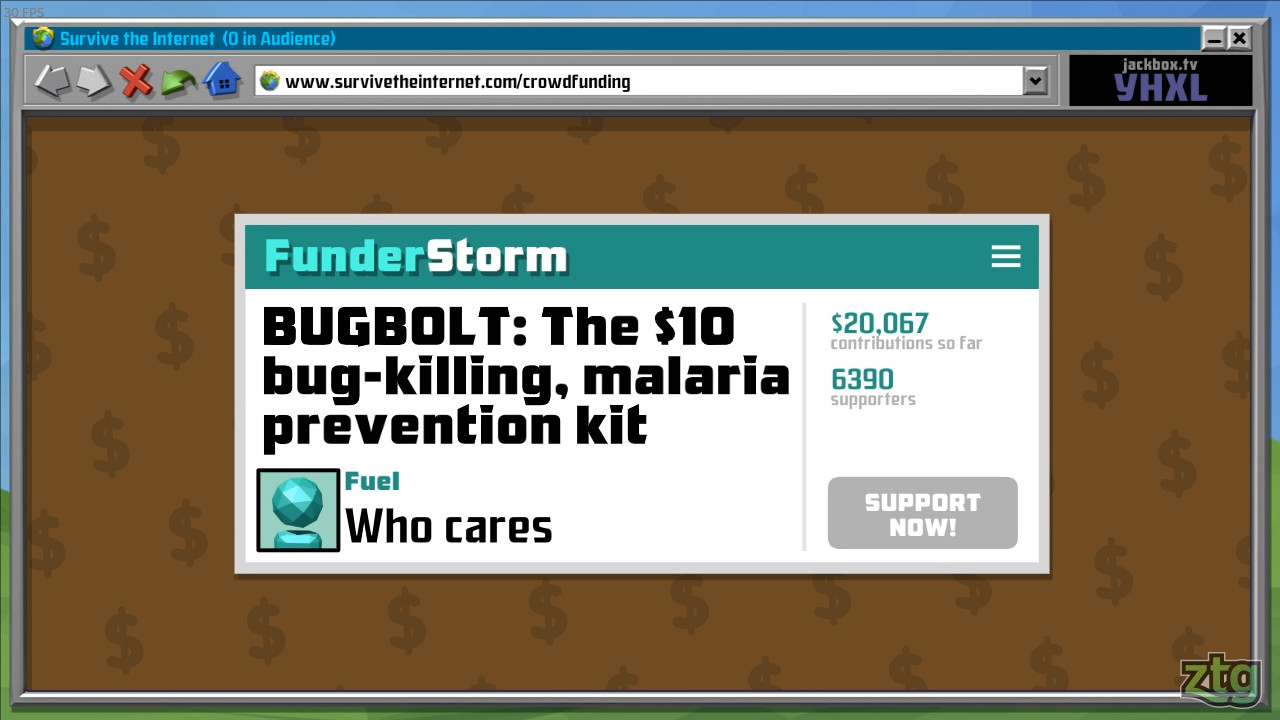 30 FPS
Survive the Internet (0 in Audience)
www.survivetheinternet.com/crowdfunding
jackbox.tv
YHXL
FunderStorm
BUGBOLT: The $10
bug-killing, malaria
prevention kit
Fuel
Who cares
$20,067
contributions so far
6390
supporters
SUPPORT
NOW!
ztg